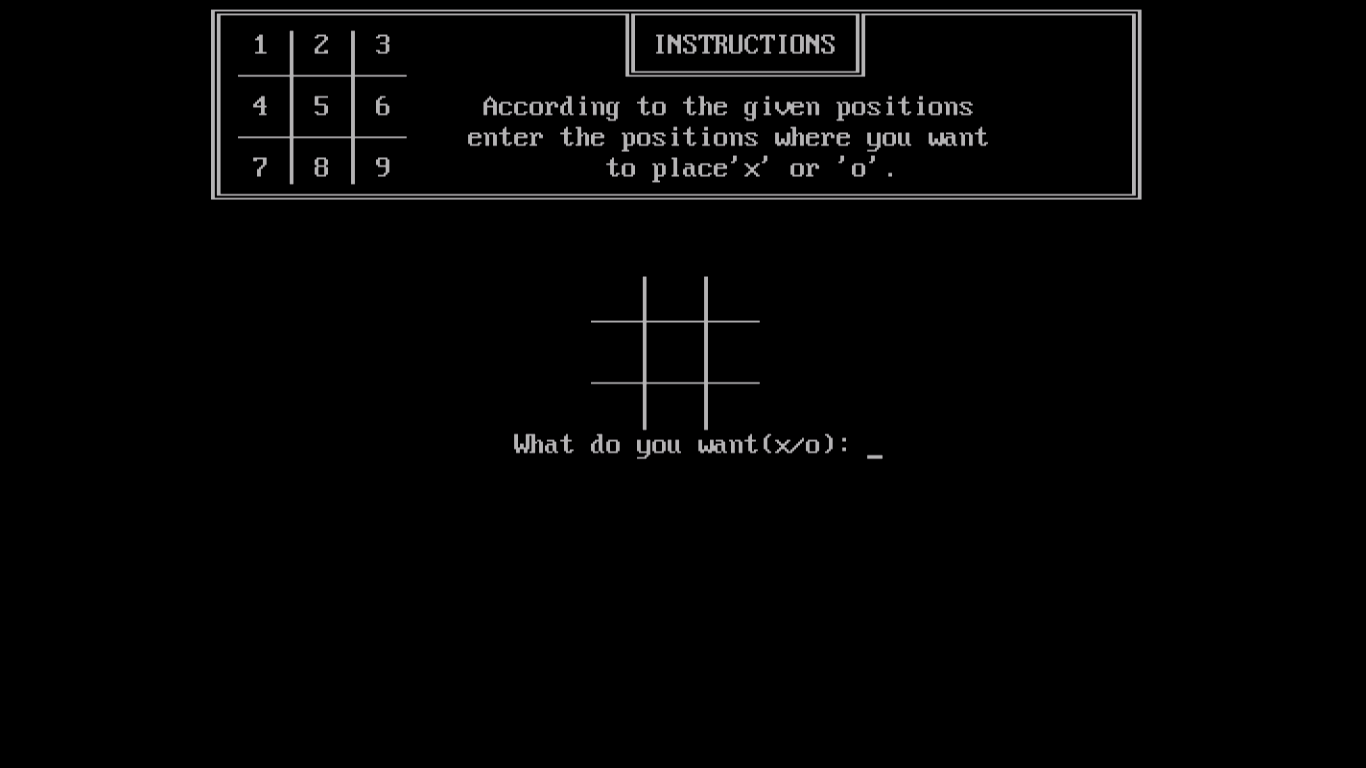 1 2 3
INSTRUCTIONS
4 5 6
According to the given positions
enter the positions where you want
7 8 9
to place'x' or 'o'.
What do you want(x/o): _